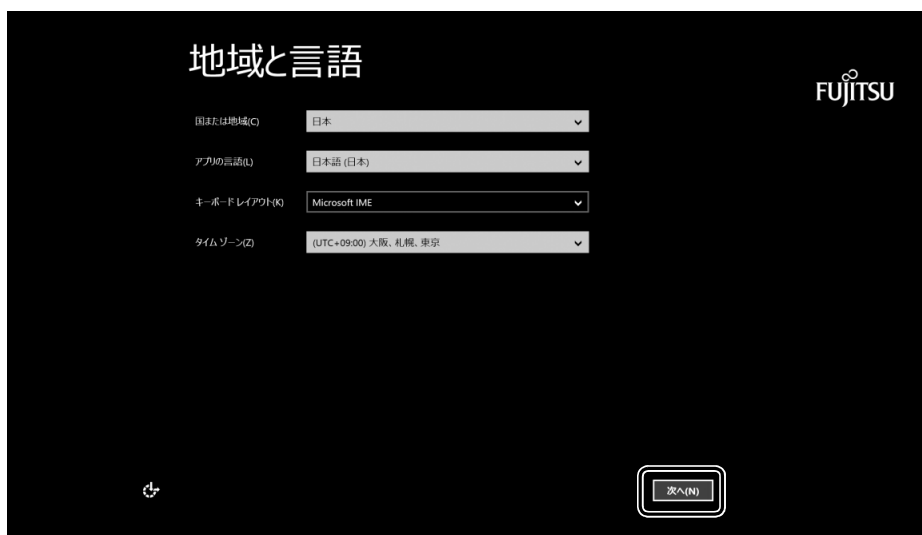 地域と言語
FUJITSU
国または地域(C) 日本
アプリの言語(L) 日本語 (日本)
キーボード レイアウト(K) Microsoft IME
タイム ゾーン(Z) (UTC+09:00) 大阪、札幌、東京
次へ(N)